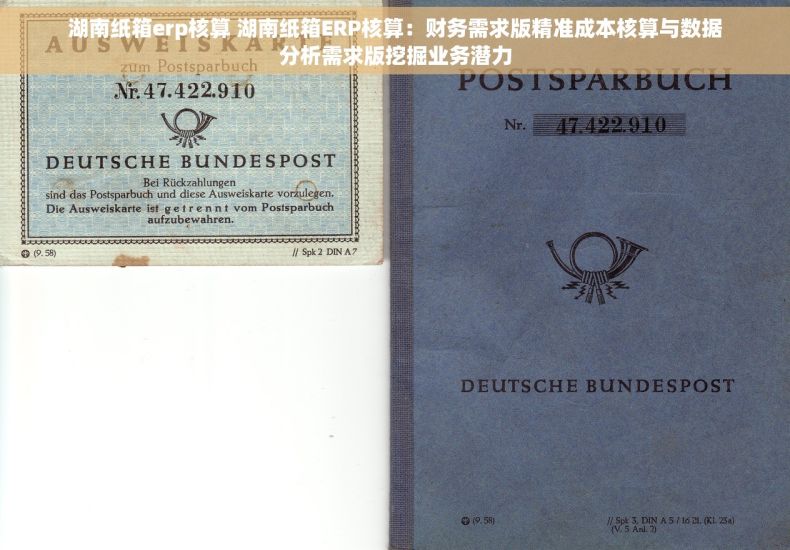 湖南纸箱erp核算 湖南纸箱ERP核算：财务需求版精准成本核算与数据
分析需求版挖掘业务潜力
AUSWEISKARTE
zum Postsparbuch
Nr. 47.422.910
DEUTSCHE BUNDESPOST
Bei Rückzahlungen
sind das Postsparbuch und diese Ausweiskarte vorzulegen.
Die Ausweiskarte ist getrennt vom Postsparbuch
aufzubewahren.
(9. 58)
// Spk 2 DIN A 7
POSTSPARBUCH
Nr. 47.422.910
DEUTSCHE BUNDESPOST
(9. 58)
// Spk 3, DIN A 5 / 16 Bl. (Kl. 23a)
(V. 5 Anl. 2)